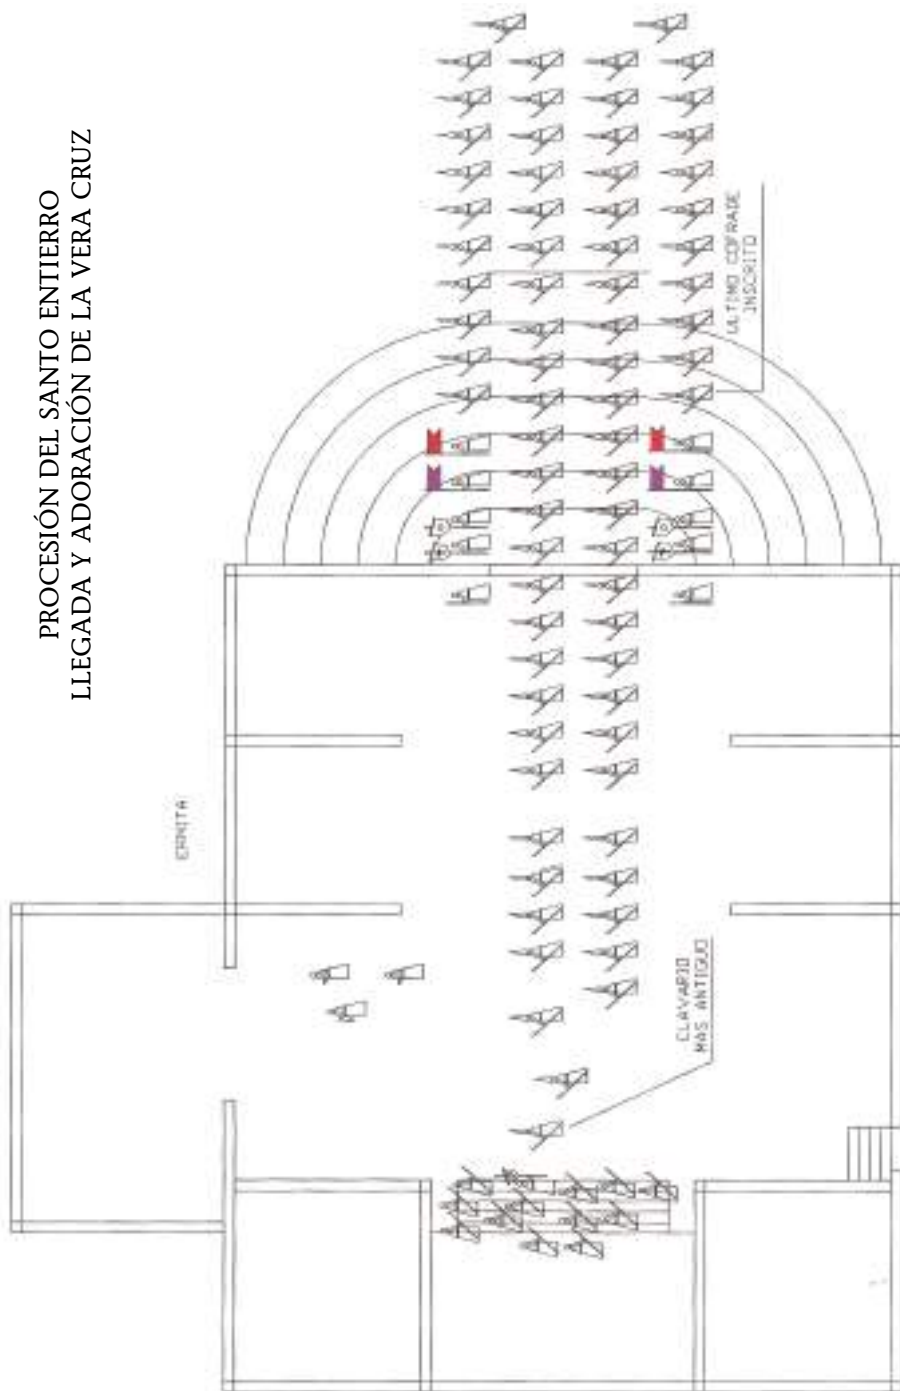 PROCESIÓN DEL SANTO ENTIERRO
LLEGADA Y ADORACIÓN DE LA VERA CRUZ
ERMITA
ULTIMO COFRADE
INSCRITO
CLAVARIO
MAS ANTIGUO